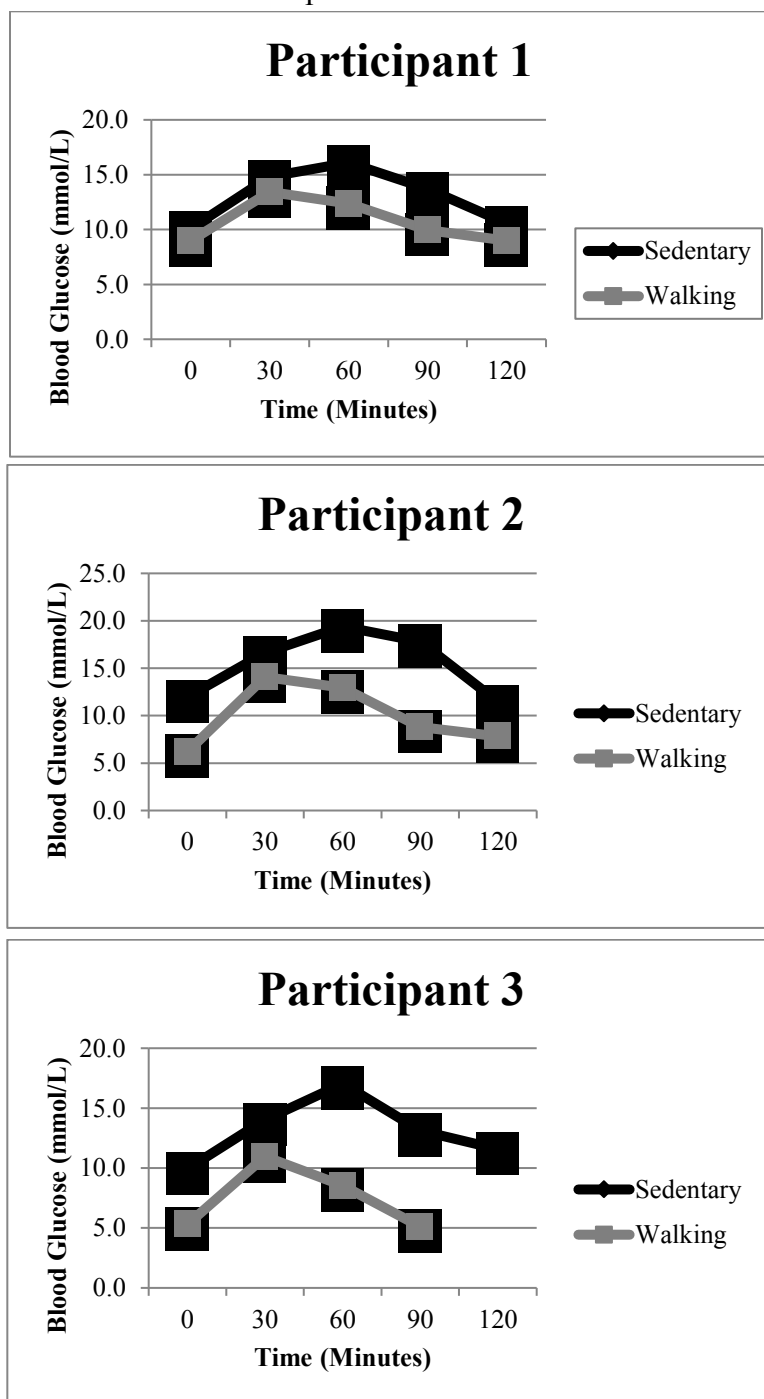 Participant 1
Blood Glucose (mmol/L)
20.0
15.0
10.0
5.0
0.0
0 30 60 90 120
Time (Minutes)
Sedentary
Walking
Participant 2
Blood Glucose (mmol/L)
25.0
20.0
15.0
10.0
5.0
0.0
0 30 60 90 120
Time (Minutes)
Sedentary
Walking
Participant 3
Blood Glucose (mmol/L)
20.0
15.0
10.0
5.0
0.0
0 30 60 90 120
Time (Minutes)
Sedentary
Walking